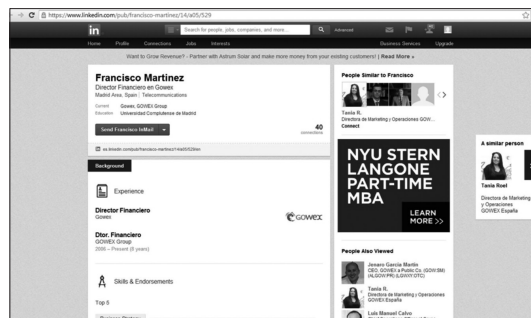 https://www.linkedin.com/pub/francisco-martinez/14/a05/529
in
Search for people, jobs, companies, and more...
Advanced
Home Profile Connections Jobs Interests
Business Services Upgrade
Want to Grow Revenue? - Partner with Astrum Solar and make more money from your existing customers! | Read More »
Francisco Martinez
Director Financiero en Gowex
Madrid Area, Spain | Telecommunications
Current Gowex, GOWEX Group
Education Universidad Complutense de Madrid
Send Francisco InMail
40
connections
es.linkedin.com/pub/francisco-martinez/14/a05/529/en
Background
Experience
Director Financiero
Gowex
GOWEX
Dtor. Financiero
GOWEX Group
2006 – Present (8 years)
Skills & Endorsements
Top 5
People Similar to Francisco
Tania R.
Directora de Marketing y Operaciones GOW...
Connect
NYU STERN
LANGONE
PART-TIME
MBA
LEARN
MORE >>
People Also Viewed
Jenaro García Martín
CEO, GOWEX a Public Co. (GOW:SM)
(ALGOW:PR) (LGWXY:OTC)
Tania R.
Directora de Marketing y Operaciones
GOWEX España
Luis Manuel Calvo
A similar person
Tania Roel
Directora de Marketing
y Operaciones
GOWEX España